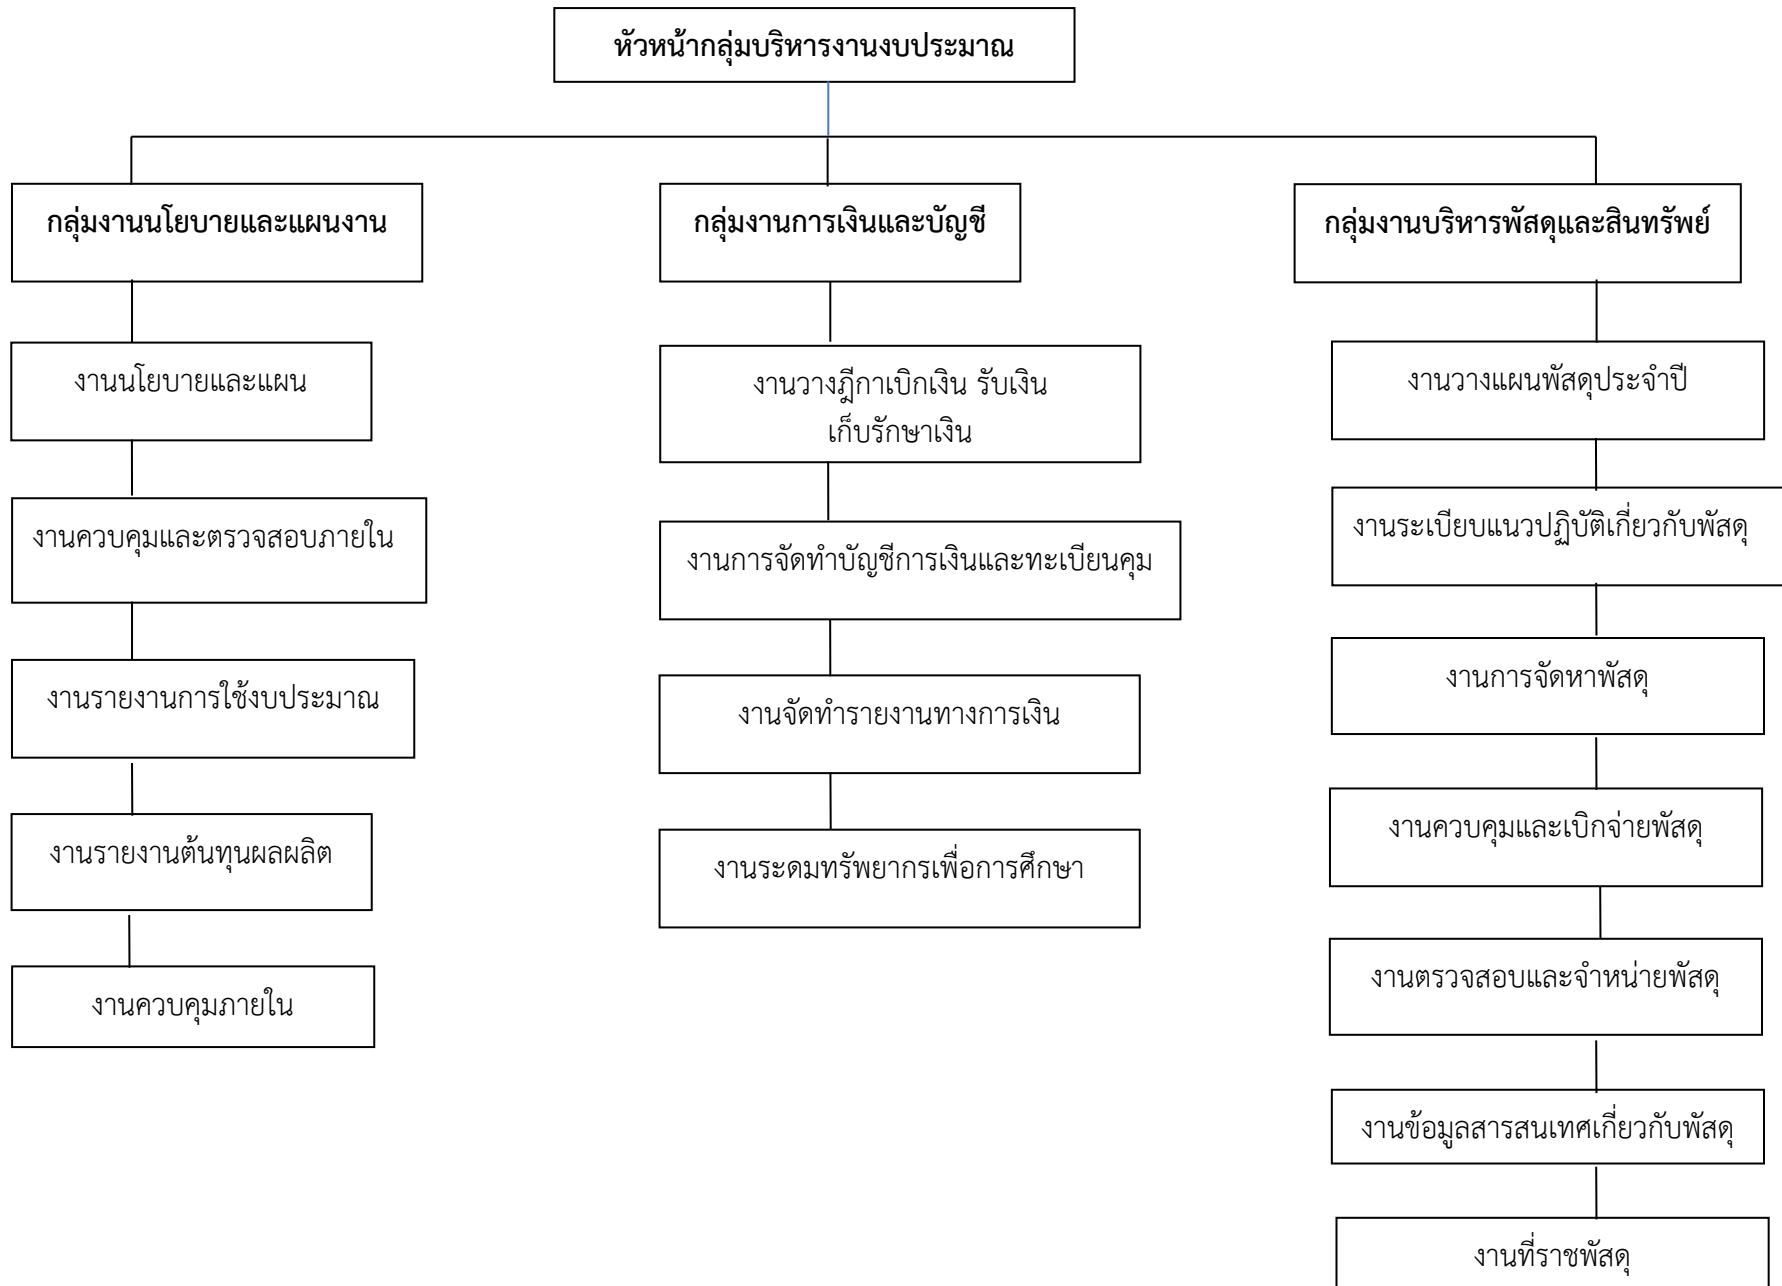 หัวหน้ากลุ่มบริหารงานงบประมาณ
กลุ่มงานนโยบายและแผนงาน
งานนโยบายและแผน
งานควบคุมและตรวจสอบภายใน
งานรายงานการใช้งบประมาณ
งานรายงานต้นทุนผลผลิต
งานควบคุมภายใน
กลุ่มงานการเงินและบัญชี
งานวางฎีกาเบิกเงิน รับเงิน
เก็บรักษาเงิน
งานการจัดทำบัญชีการเงินและทะเบียนคุม
งานจัดทำรายงานทางการเงิน
งานระดมทรัพยากรเพื่อการศึกษา
กลุ่มงานบริหารพัสดุและสินทรัพย์
งานวางแผนพัสดุประจำปี
งานระเบียบแนวปฏิบัติเกี่ยวกับพัสดุ
งานการจัดหาพัสดุ
งานควบคุมและเบิกจ่ายพัสดุ
งานตรวจสอบและจำหน่ายพัสดุ
งานข้อมูลสารสนเทศเกี่ยวกับพัสดุ
งานที่ราชพัสดุ